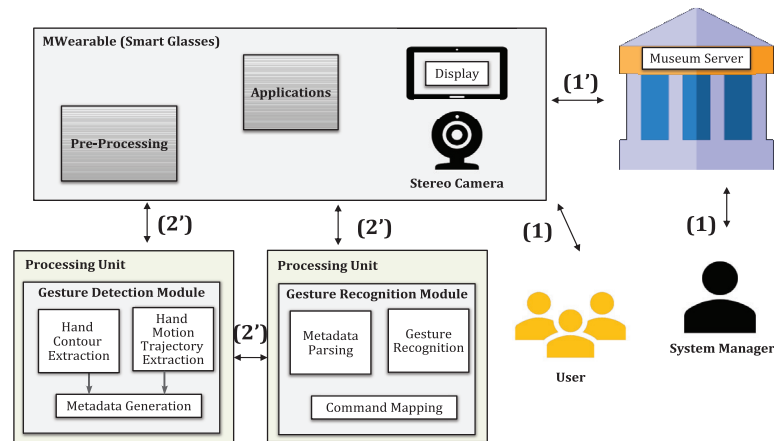 MWearable (Smart Glasses)
Applications
Display
Pre-Processing
Stereo Camera
(1’)
Museum Server
(2’)
(2’)
(1)
(1)
Processing Unit
Gesture Detection Module
Hand
Contour
Extraction
Hand
Motion
Trajectory
Extraction
Metadata Generation
(2’)
Processing Unit
Gesture Recognition Module
Metadata
Parsing
Gesture
Recognition
Command Mapping
User
System Manager